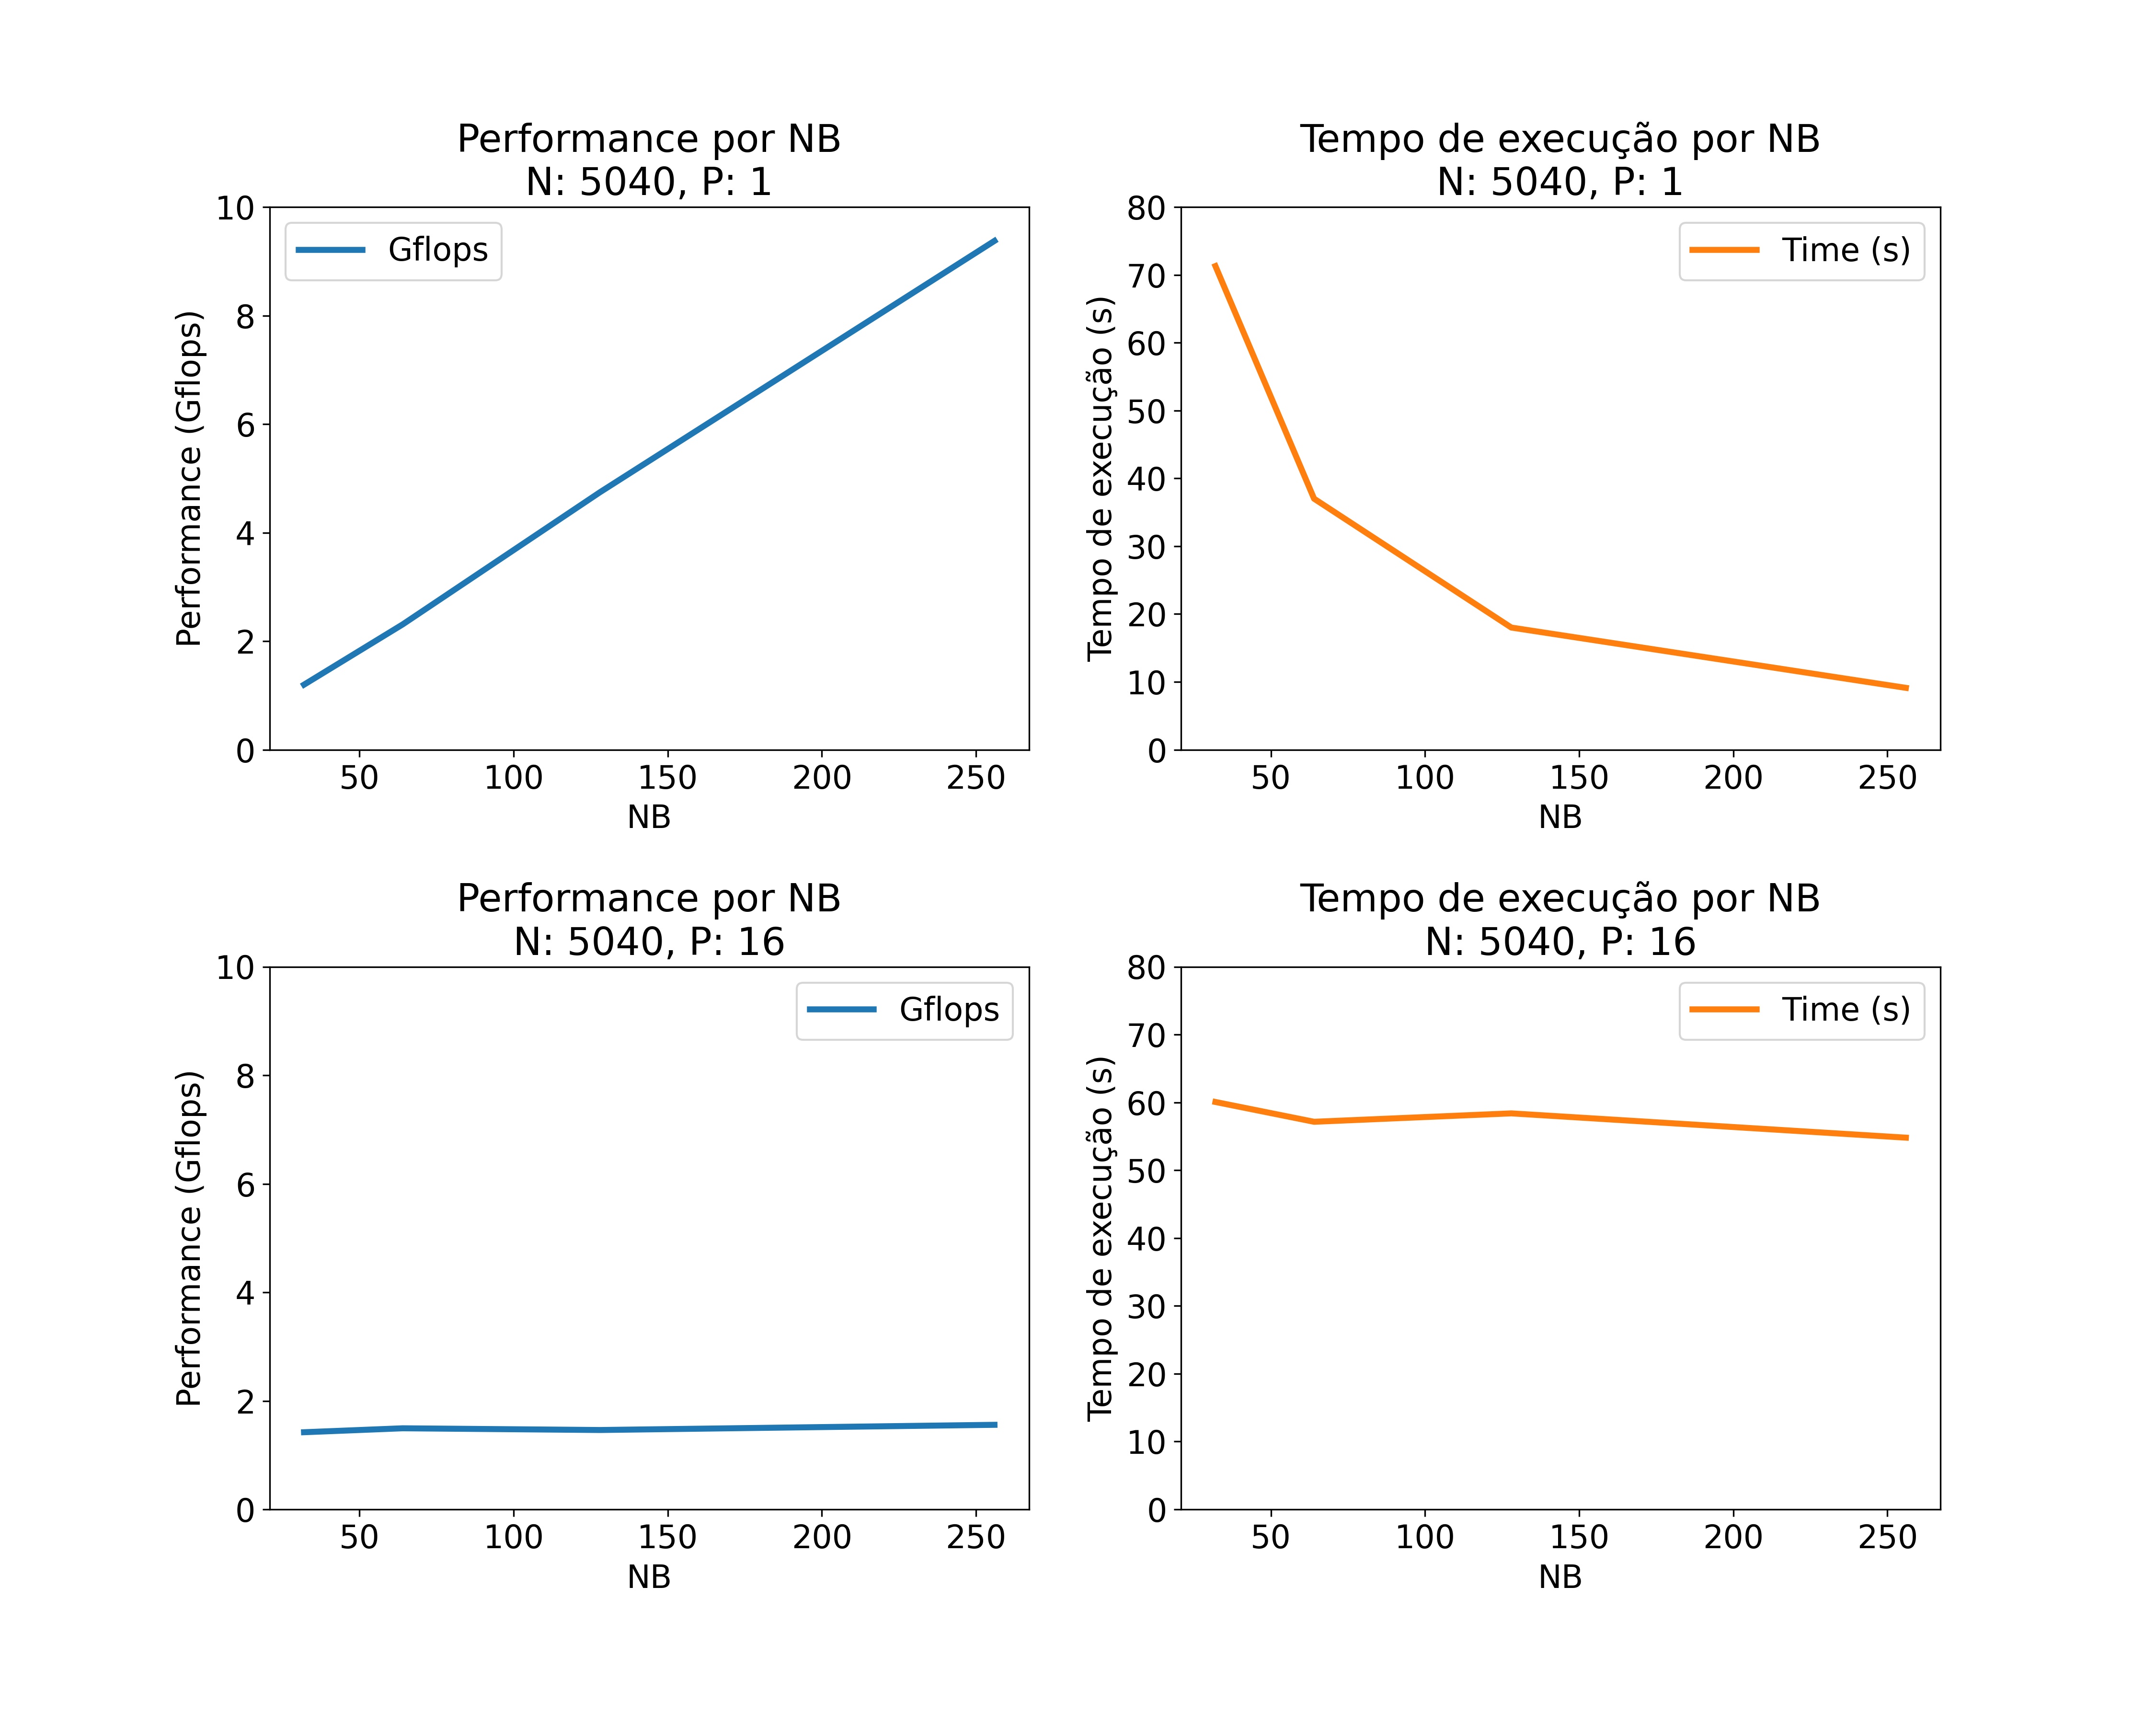 Performance por NB
N: 5040, P: 1
10
8
6
4
2
0
Performance (Gflops)
Gflops
50 100 150 200 250
NB
Tempo de execução por NB
N: 5040, P: 1
80
70
60
50
40
30
20
10
0
Tempo de execução (s)
Time (s)
50 100 150 200 250
NB
Performance por NB
N: 5040, P: 16
10
8
6
4
2
0
Performance (Gflops)
Gflops
50 100 150 200 250
NB
Tempo de execução por NB
N: 5040, P: 16
80
70
60
50
40
30
20
10
0
Tempo de execução (s)
Time (s)
50 100 150 200 250
NB